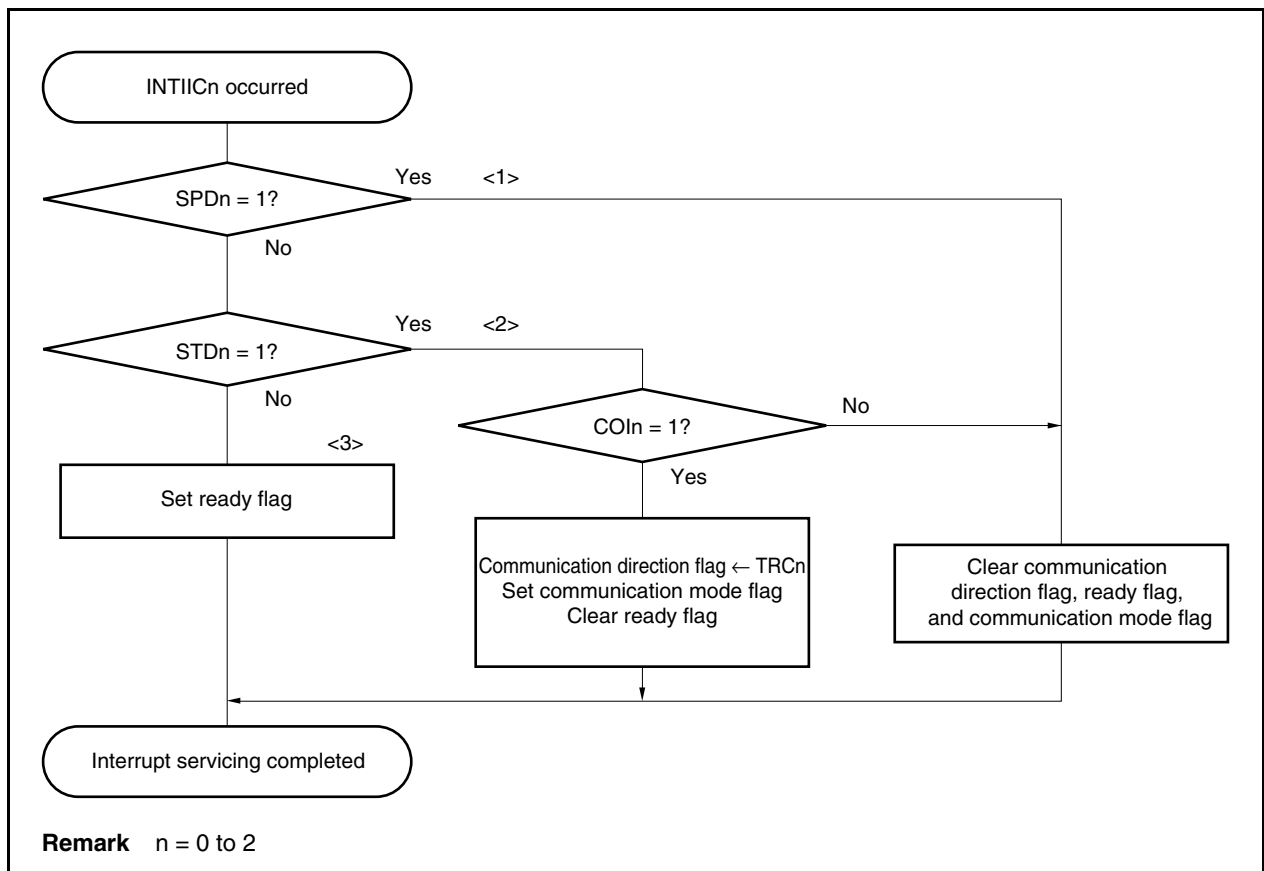 INTIICn occurred
SPDn = 1?
Yes
<1>
No
STDn = 1?
Yes
<2>
No
COIn = 1?
No
Yes
<3>
Set ready flag
Communication direction flag ← TRCn
Set communication mode flag
Clear ready flag
Clear communication
direction flag, ready flag,
and communication mode flag
Interrupt servicing completed
Remark n = 0 to 2